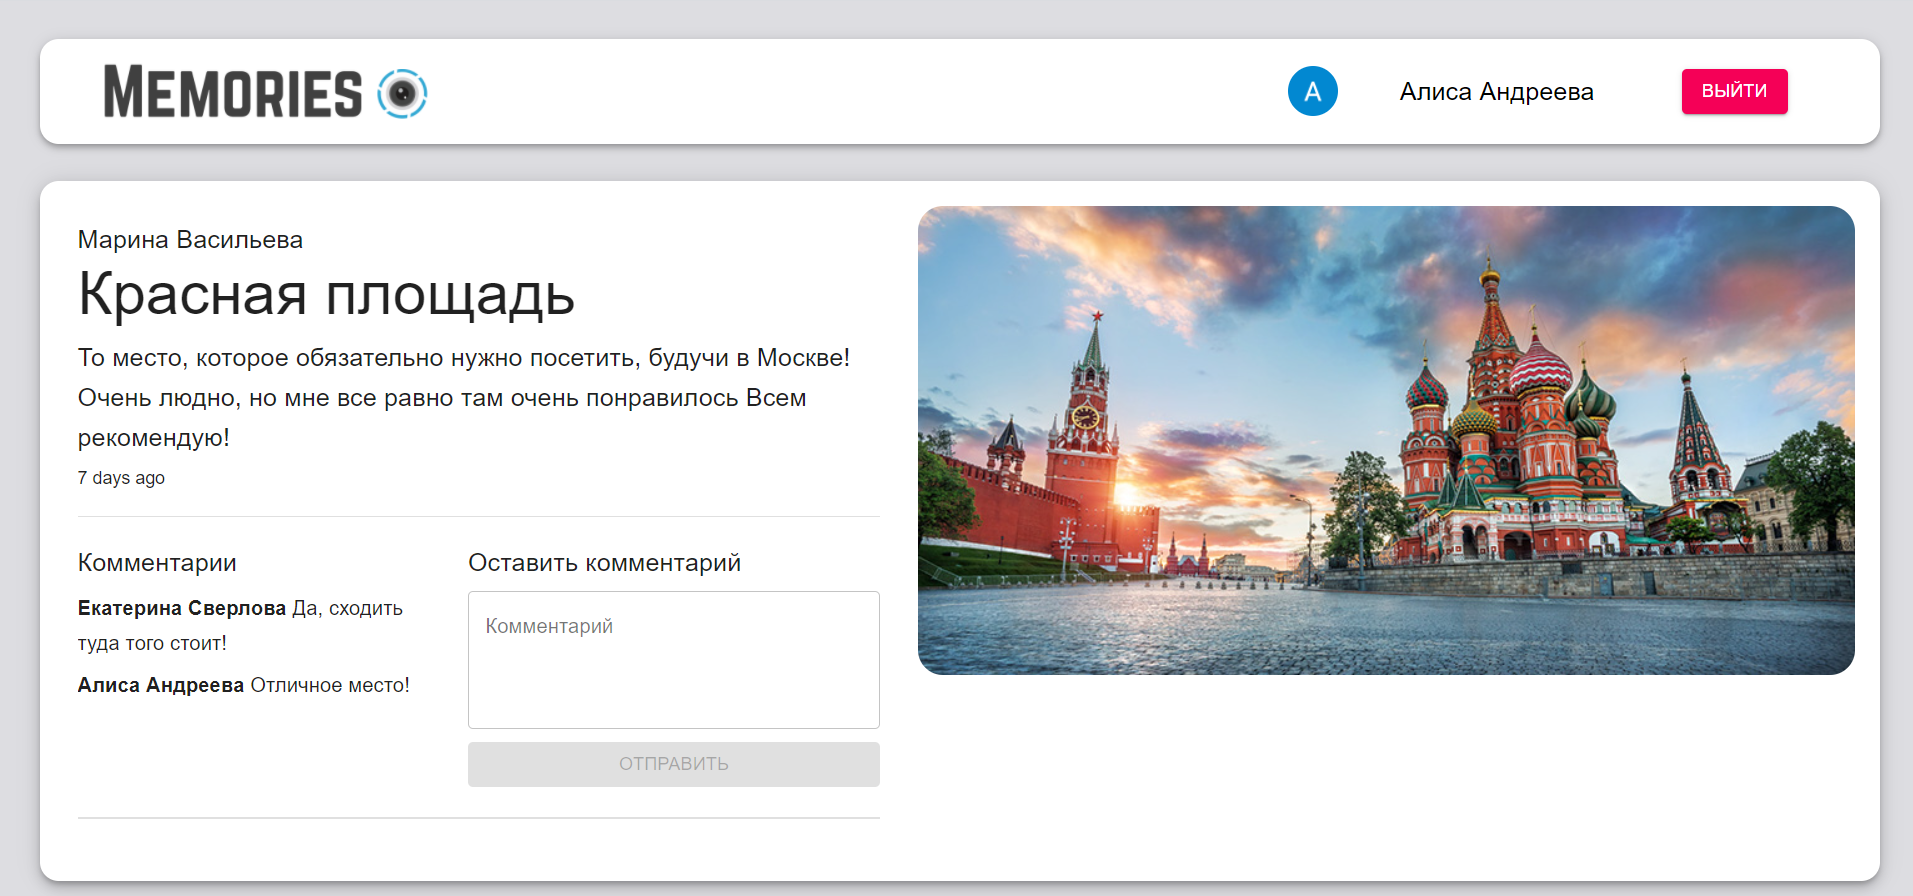 MEMORIES
А
Алиса Андреева
ВЫЙТИ
Марина Васильева
Красная площадь
То место, которое обязательно нужно посетить, будучи в Москве!
Очень людно, но мне все равно там очень понравилось Всем
рекомендую!
7 days ago
Комментарии
Екатерина Сверлова Да, сходить
туда того стоит!
Алиса Андреева Отличное место!
Оставить комментарий
Комментарий
ОТПРАВИТЬ